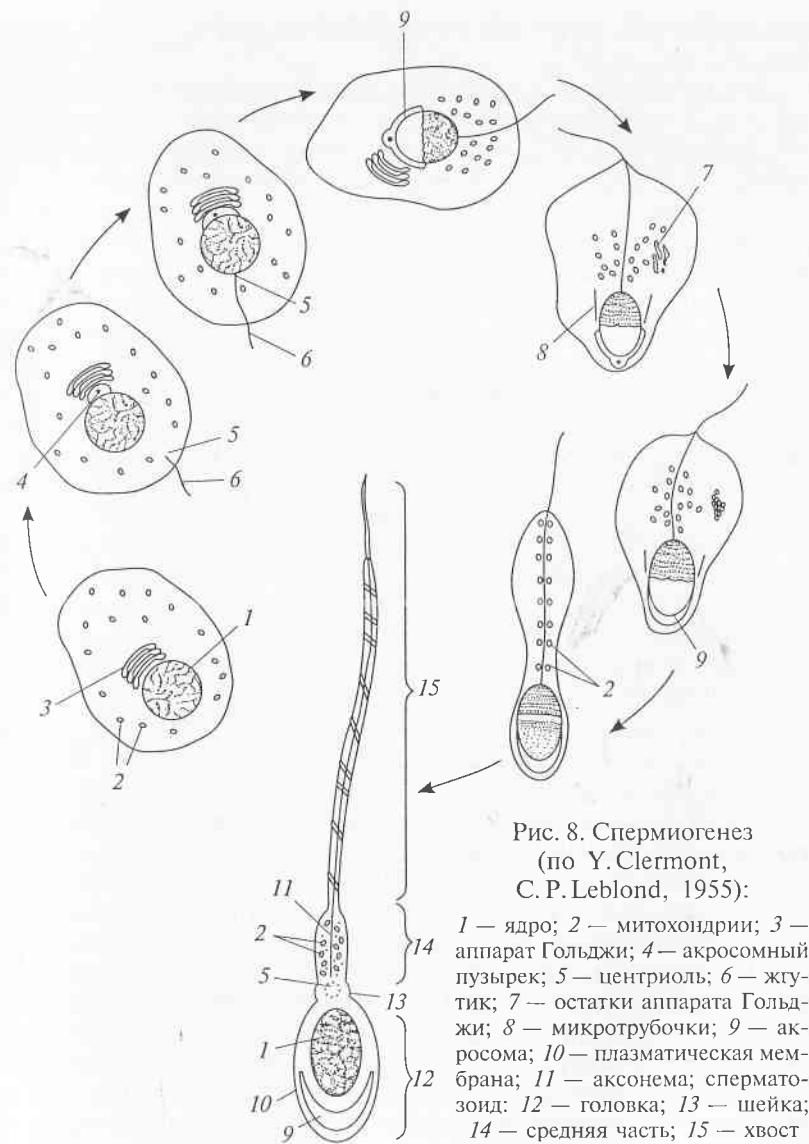 9
7
5
8
6
5
4
6
9
1
2
15
3
2
11
2
14
5
13
1
12
10
9
Рис. 8. Спермиогенез
(по Y. Clermont,
C. P. Leblond, 1955):
1 — ядро; 2 — митохондрии; 3 —
аппарат Гольджи; 4 — акросомный
пузырек; 5 — центриоль; 6 — жгу-
тик; 7 — остатки аппарата Гольд-
жи; 8 — микротрубочки; 9 — ак-
росома; 10 — плазматическая мем-
брана; 11 — аксонема; спермато-
зоид: 12 — головка; 13 — шейка;
14 — средняя часть; 15 — хвост